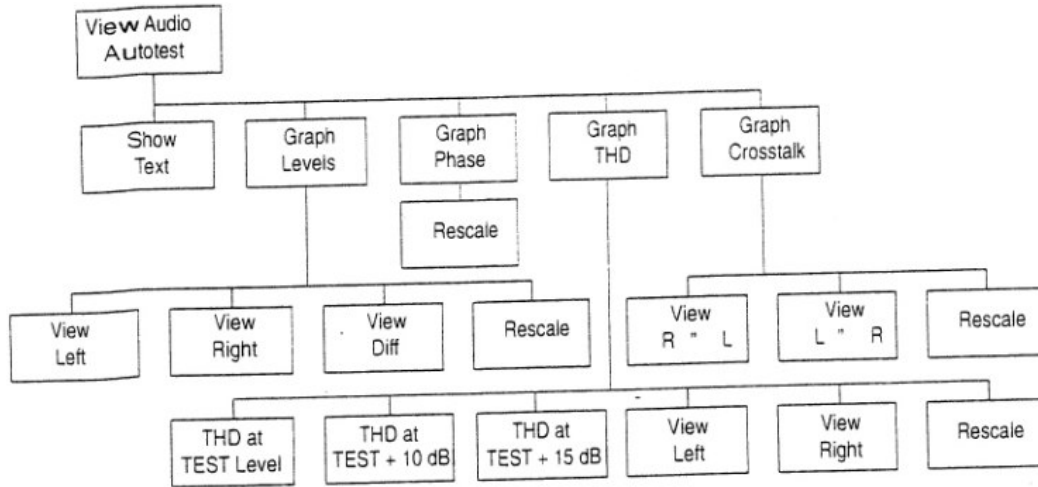 View Audio
Autotest
Show
Text
Graph
Levels
Graph
Phase
Graph
THD
Graph
Crosstalk
Rescale
View
Left
View
Right
View
Diff
Rescale
View
R " L
View
L " R
Rescale
THD at
TEST Level
THD at
TEST + 10 dB
THD at
TEST + 15 dB
View
Left
View
Right
Rescale